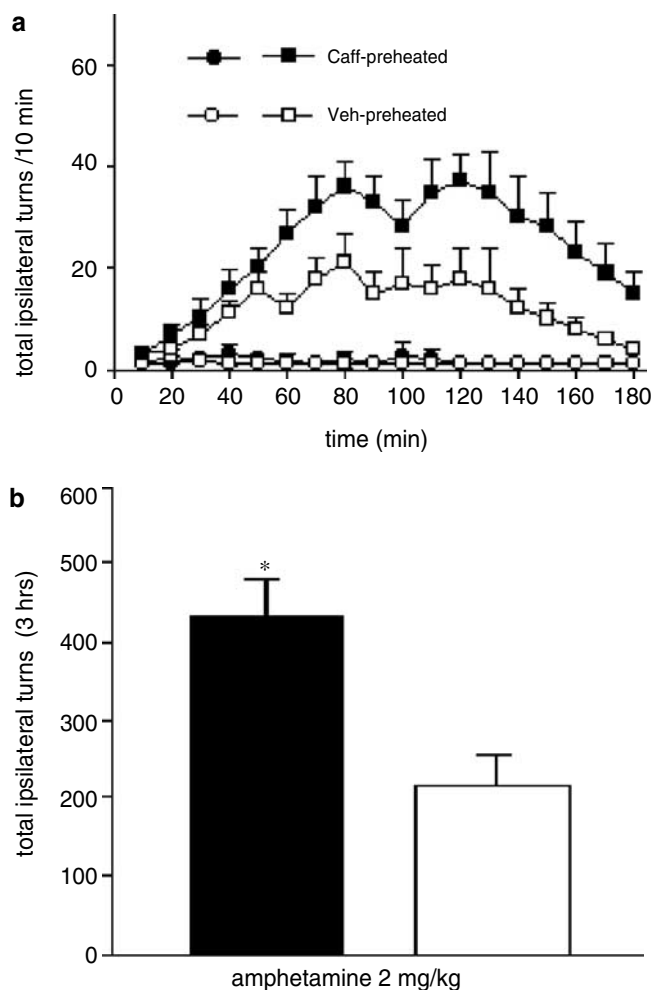 a
total ipsilateral turns /10 min
60
40
20
0
Caff-preheated
Veh-preheated
0 20 40 60 80 100 120 140 160 180
time (min)
b
total ipsilateral turns (3 hrs)
600
500
400
300
200
100
0
*
amphetamine 2 mg/kg